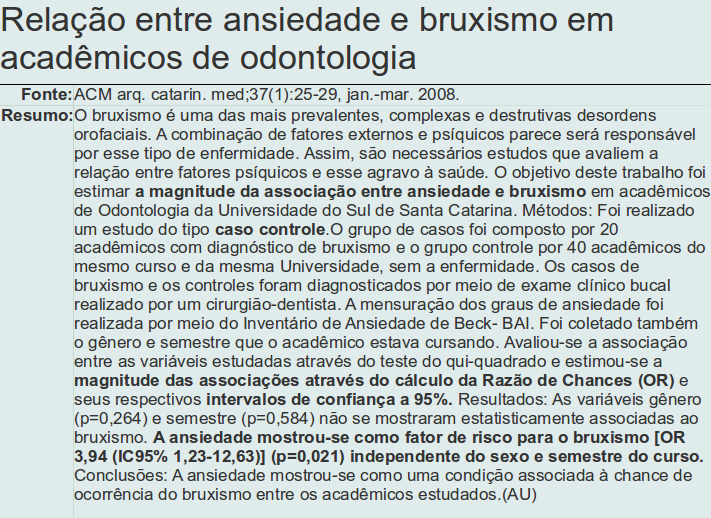 Relação entre ansiedade e bruxismo em
acadêmicos de odontologia
Fonte: ACM arq. catarin. med;37(1):25-29, jan.-mar. 2008.
Resumo: O bruxismo é uma das mais prevalentes, complexas e destrutivas desordens
orofaciais. A combinação de fatores externos e psíquicos parece será responsável
por esse tipo de enfermidade. Assim, são necessários estudos que avaliem a
relação entre fatores psíquicos e esse agravo à saúde. O objetivo deste trabalho foi
estimar a magnitude da associação entre ansiedade e bruxismo em acadêmicos
de Odontologia da Universidade do Sul de Santa Catarina. Métodos: Foi realizado
um estudo do tipo caso controle.O grupo de casos foi composto por 20
acadêmicos com diagnóstico de bruxismo e o grupo controle por 40 acadêmicos do
mesmo curso e da mesma Universidade, sem a enfermidade. Os casos de
bruxismo e os controles foram diagnosticados por meio de exame clínico bucal
realizado por um cirurgião-dentista. A mensuração dos graus de ansiedade foi
realizada por meio do Inventário de Ansiedade de Beck- BAI. Foi coletado também
o gênero e semestre que o acadêmico estava cursando. Avaliou-se a associação
entre as variáveis estudadas através do teste do qui-quadrado e estimou-se a
magnitude das associações através do cálculo da Razão de Chances (OR) e
seus respectivos intervalos de confiança a 95%. Resultados: As variáveis gênero
(p=0,264) e semestre (p=0,584) não se mostraram estatisticamente associadas ao
bruxismo. A ansiedade mostrou-se como fator de risco para o bruxismo [OR
3,94 (IC95% 1,23-12,63)] (p=0,021) independente do sexo e semestre do curso.
Conclusões: A ansiedade mostrou-se como uma condição associada à chance de
ocorrência do bruxismo entre os acadêmicos estudados.(AU)